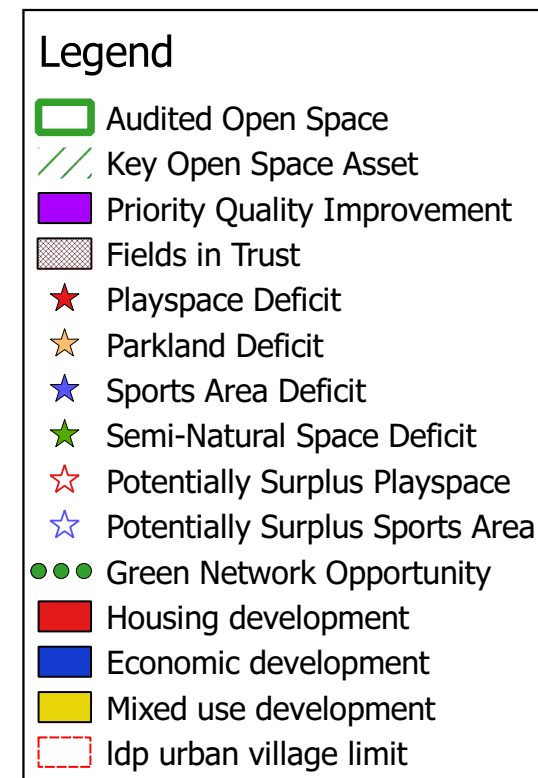 Legend
Audited Open Space
Key Open Space Asset
Priority Quality Improvement
Fields in Trust
Playspace Deficit
Parkland Deficit
Sports Area Deficit
Semi-Natural Space Deficit
Potentially Surplus Playspace
Potentially Surplus Sports Area
Green Network Opportunity
Housing development
Economic development
Mixed use development
ldp urban village limit